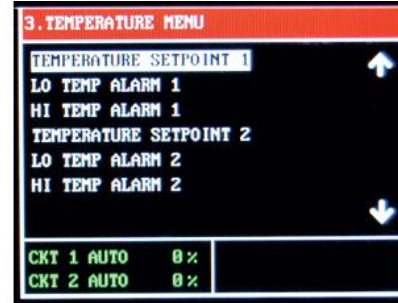 3.TEMPERATURE MENU
TEMPERATURE SETPOINT 1
LO TEMP ALARM 1
HI TEMP ALARM 1
TEMPERATURE SETPOINT 2
LO TEMP ALARM 2
HI TEMP ALARM 2
CKT 1 AUTO 0%
CKT 2 AUTO 0%